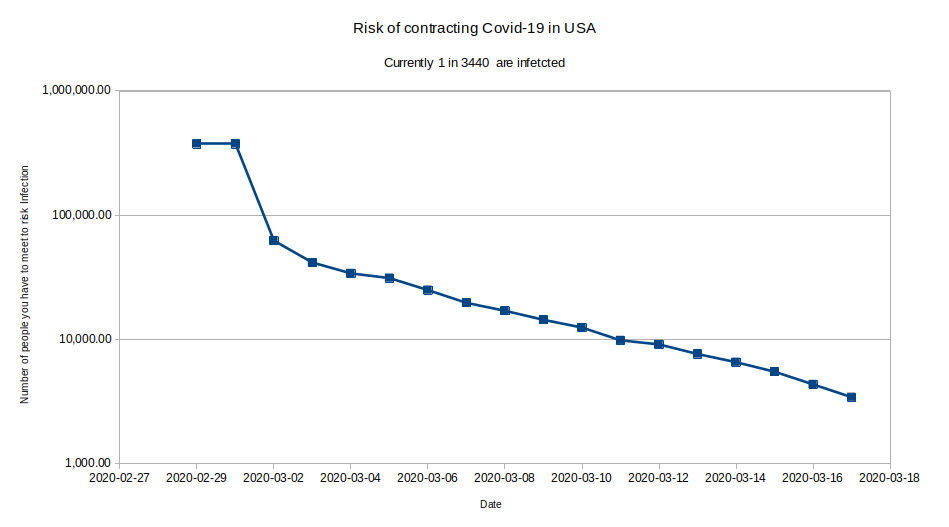 Risk of contracting Covid-19 in USA
Currently 1 in 3440 are infetcted
Number of people you have to meet to risk Infection
1,000,000.00
100,000.00
10,000.00
1,000.00
2020-02-27 2020-02-29 2020-03-02 2020-03-04 2020-03-06 2020-03-08 2020-03-10 2020-03-12 2020-03-14 2020-03-16 2020-03-18
Date